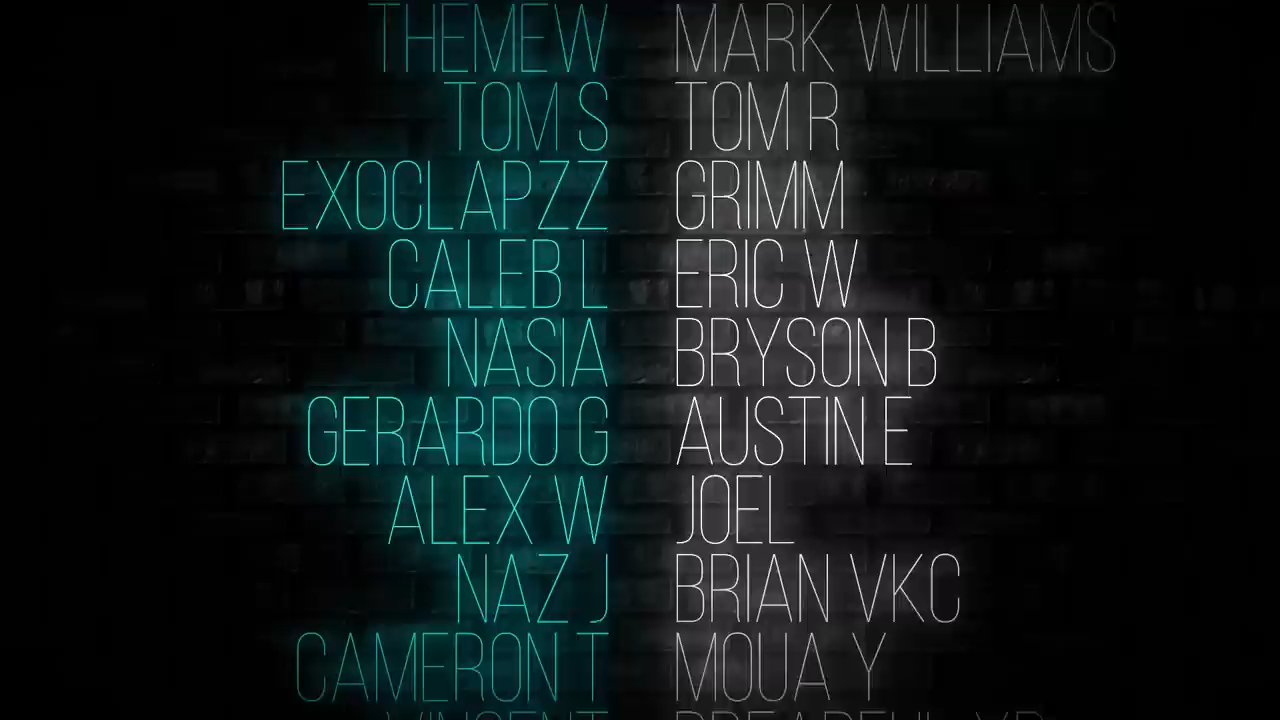 THEMEW MARK WILLIAMS
TOM S TOM R
EXOCLAPZZ GRIMM
CALEB L ERIC W
NASIA BRYSON B
GERARDO G AUSTIN E
ALEX W JOEL
NAZ J BRIAN VKC
CAMERON T MOUA Y